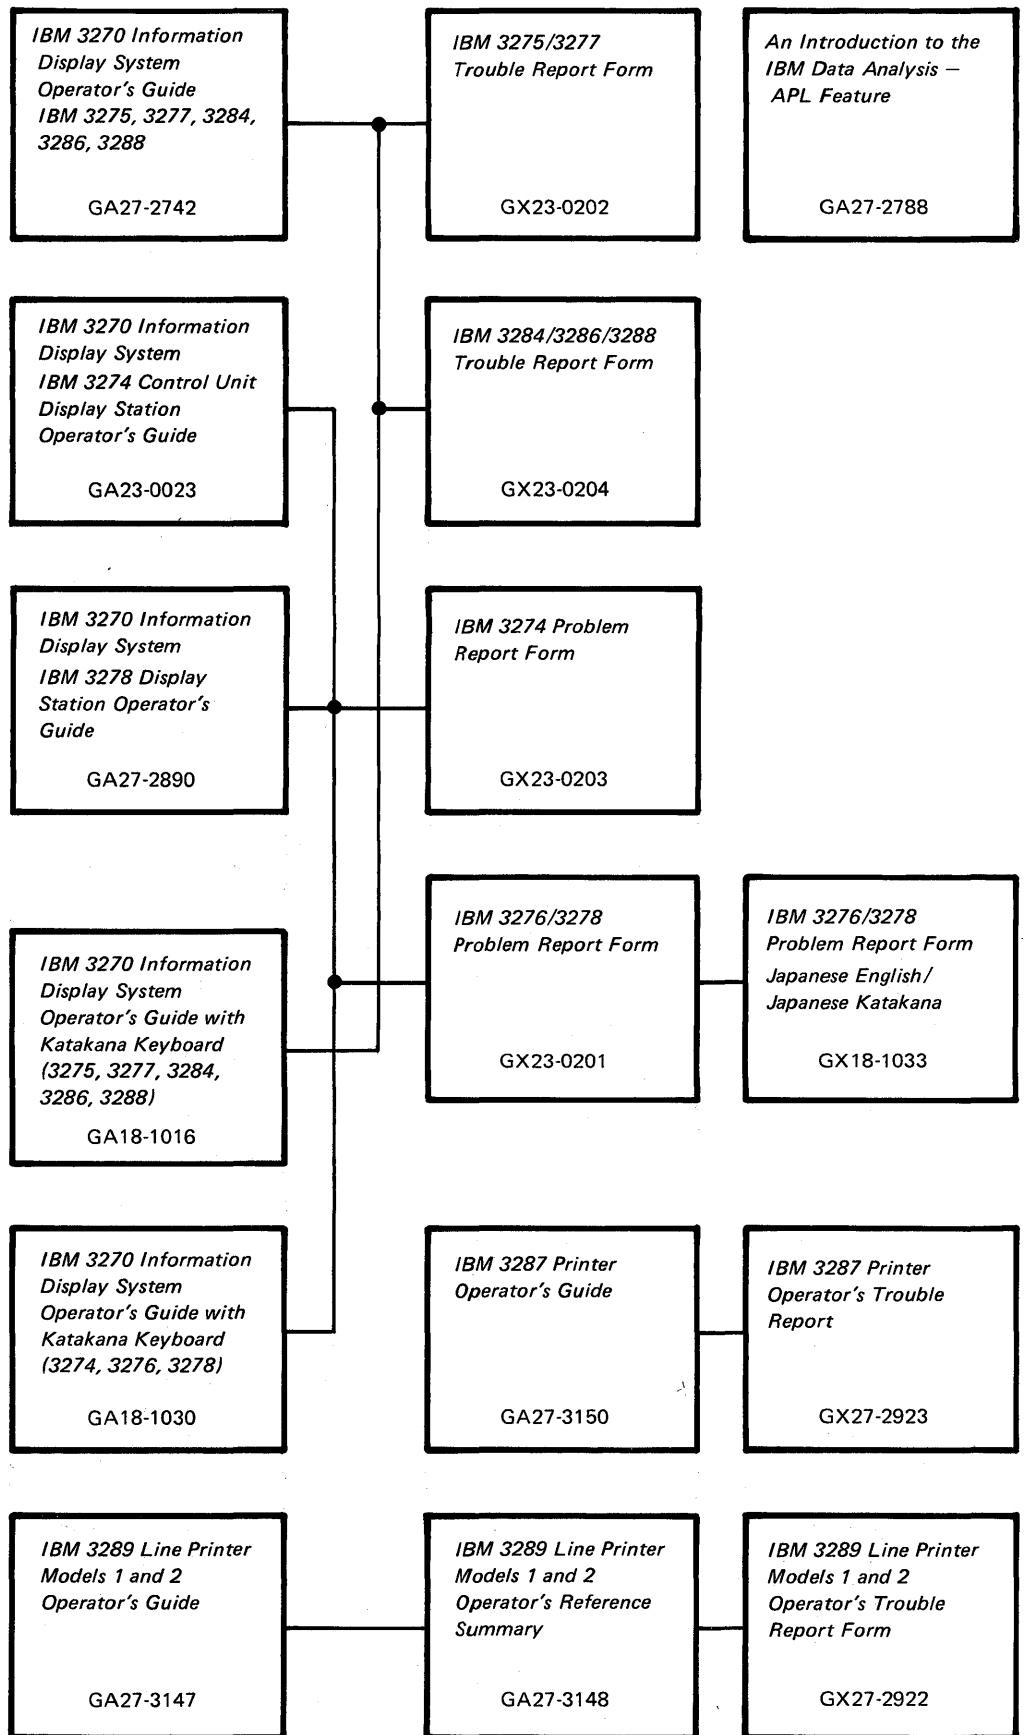 IBM 3270 Information
Display System
Operator's Guide
IBM 3275, 3277, 3284,
3286, 3288
GA27-2742
IBM 3275/3277
Trouble Report Form
GX23-0202
An Introduction to the
IBM Data Analysis —
APL Feature
GA27-2788
IBM 3270 Information
Display System
IBM 3274 Control Unit
Display Station
Operator's Guide
GA23-0023
IBM 3284/3286/3288
Trouble Report Form
GX23-0204
IBM 3270 Information
Display System
IBM 3278 Display
Station Operator's
Guide
GA27-2890
IBM 3274 Problem
Report Form
GX23-0203
IBM 3276/3278
Problem Report Form
GX23-0201
IBM 3276/3278
Problem Report Form
Japanese English/
Japanese Katakana
GX18-1033
IBM 3270 Information
Display System
Operator's Guide with
Katakana Keyboard
(3275, 3277, 3284,
3286, 3288)
GA18-1016
IBM 3270 Information
Display System
Operator's Guide with
Katakana Keyboard
(3274, 3276, 3278)
GA18-1030
IBM 3287 Printer
Operator's Guide
GA27-3150
IBM 3287 Printer
Operator's Trouble
Report
GX27-2923
IBM 3289 Line Printer
Models 1 and 2
Operator's Guide
GA27-3147
IBM 3289 Line Printer
Models 1 and 2
Operator's Reference
Summary
GA27-3148
IBM 3289 Line Printer
Models 1 and 2
Operator's Trouble
Report Form
GX27-2922